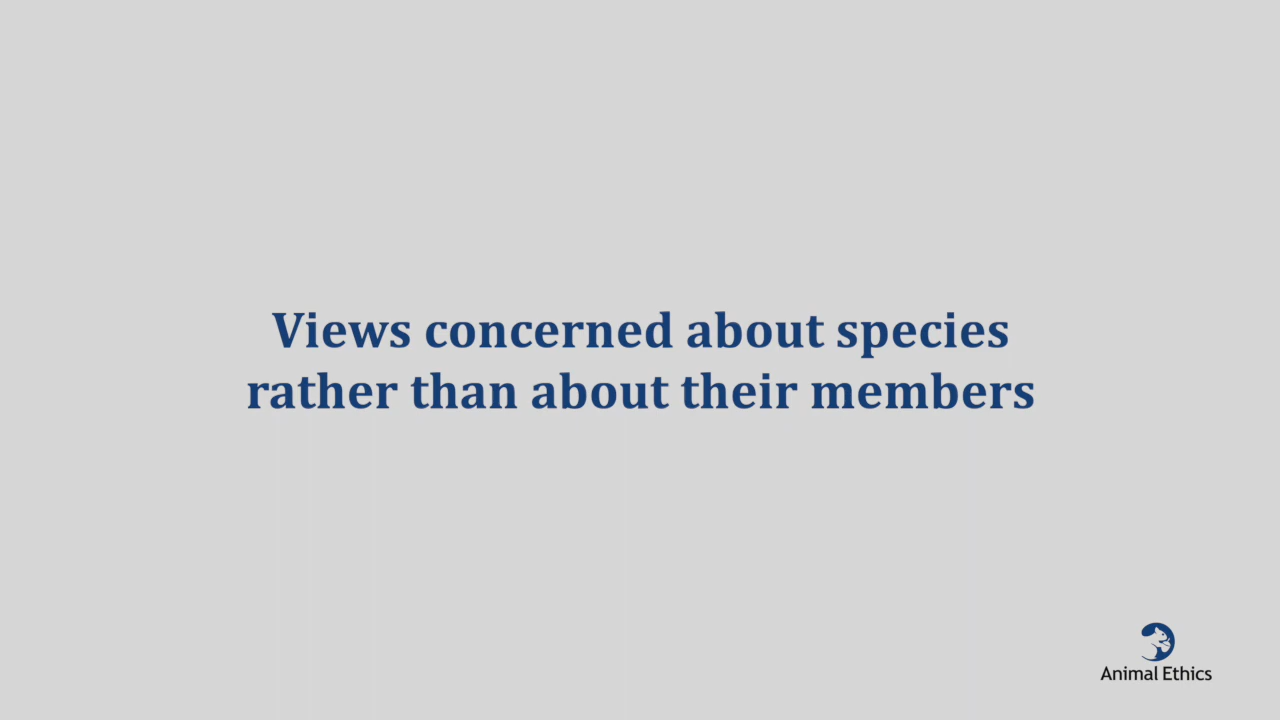 Views concerned about species
rather than about their members
Animal Ethics